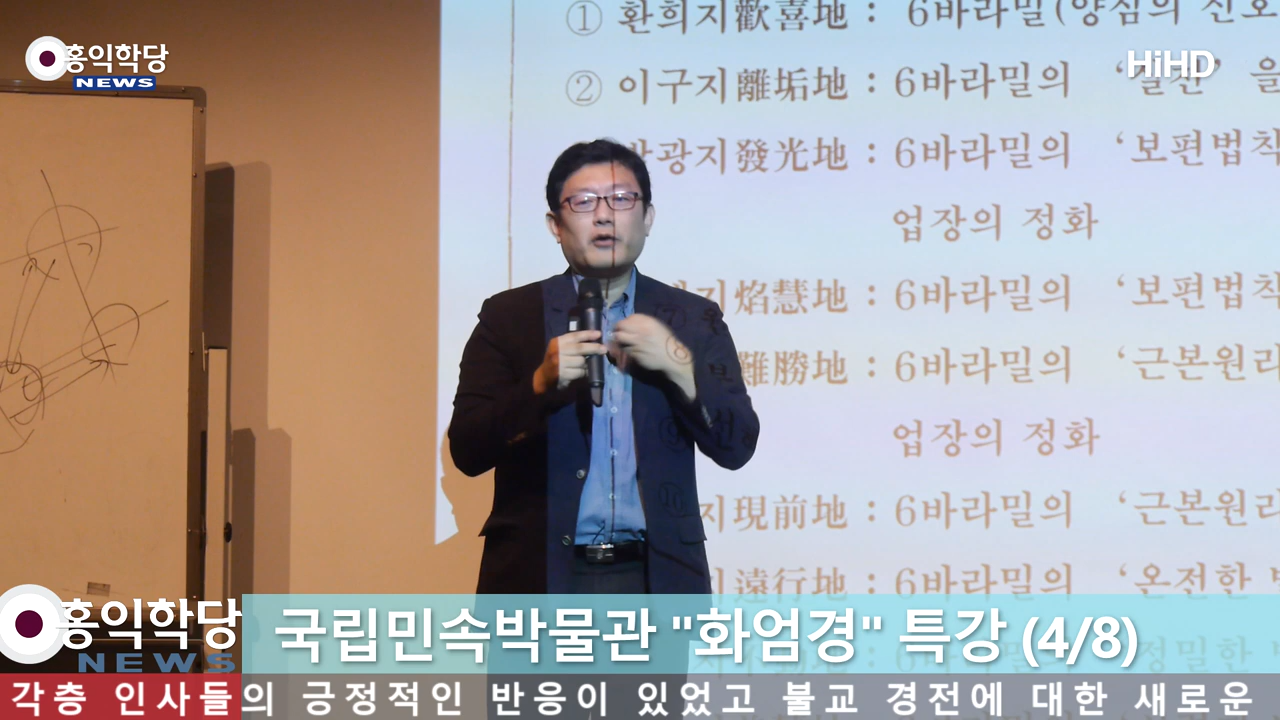 홍익학당
NEWS
HiHD
① 환희지歡喜地 : 6바라밀(양심의
② 이구지離垢地 : 6바라밀의 을
광지發光地 : 6바라밀의 ‘보편법칙
업장의 정화
지焰慧地 : 6바라밀의 ‘보편법칙
難勝地 : 6바라밀의 ‘근본원리
업장의 정화
지現前地 : 6바라밀의 ‘근본원리
遠行地 : 6바라밀의 ‘온전한
⑦
⑧
⑨ 선
⑩
홍익학당
NEWS
국립민속박물관 "화엄경" 특강 (4/8)
각층 인사들의 긍정적인 반응이 있었고 불교 경전에 대한 새로운